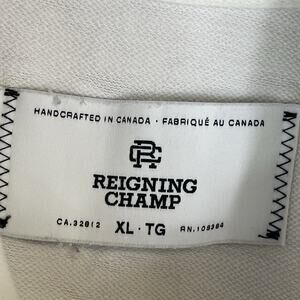 HANDCRAFTED IN CANADA · FABRIQUÉ AU CANADA
RC
REIGNING
CHAMP
CA.32812 XL · TG RN.109384